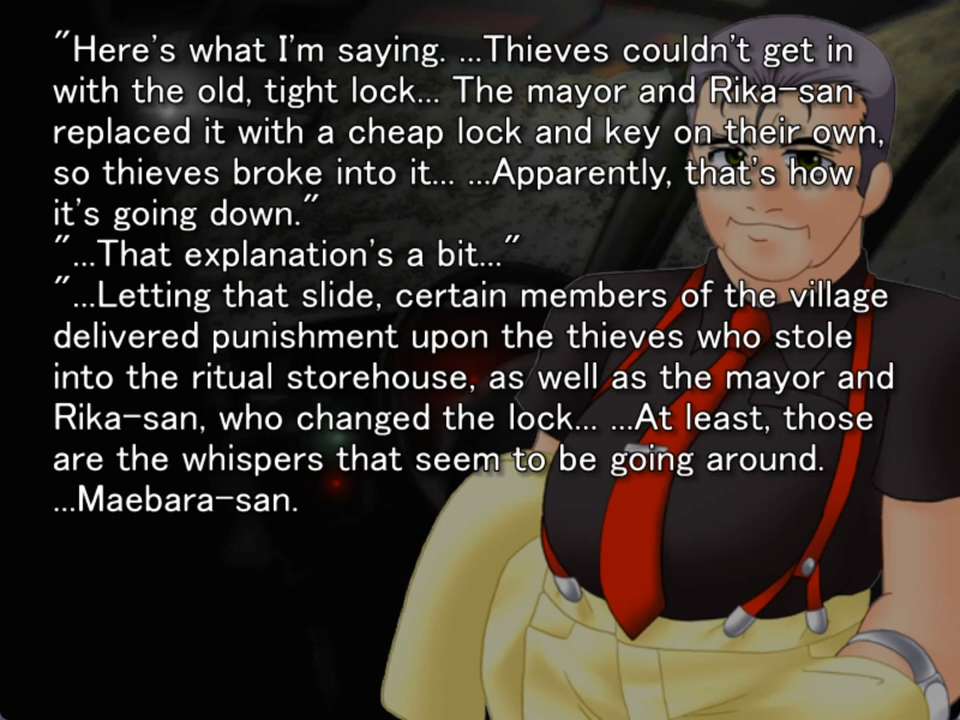 "Here's what I'm saying. ...Thieves couldn't get in
with the old, tight lock... The mayor and Rika-san
replaced it with a cheap lock and key on their own,
so thieves broke into it... ...Apparently, that's how
it's going down."
"...That explanation's a bit..."
"...Letting that slide, certain members of the village
delivered punishment upon the thieves who stole
into the ritual storehouse, as well as the mayor and
Rika-san, who changed the lock... ...At least, those
are the whispers that seem to be going around.
...Maebara-san.